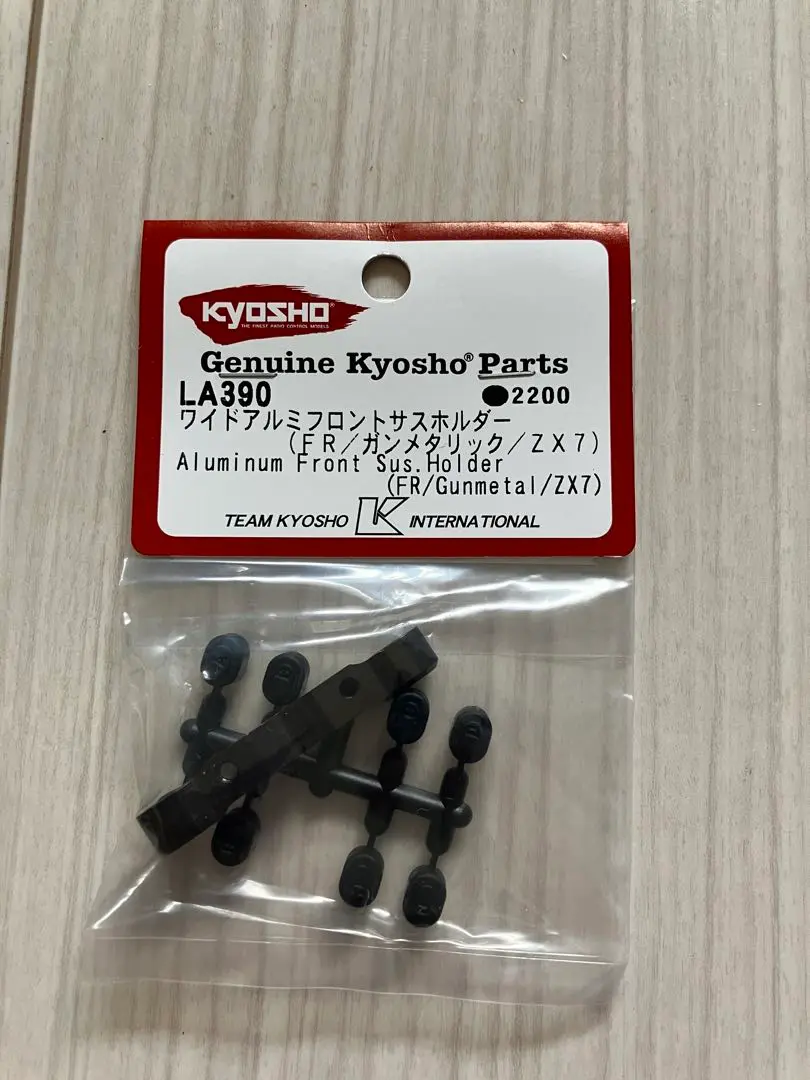 KYOSHO®
THE FINEST RADIO CONTROL MODELS
Genuine Kyosho® Parts
LA390 ●2200
ワイドアルミフロントサスホルダー
(FR/ガンメタリック/ZX7)
Aluminum Front Sus.Holder
(FR/Gunmetal/ZX7)
TEAM KYOSHO K INTERNATIONAL